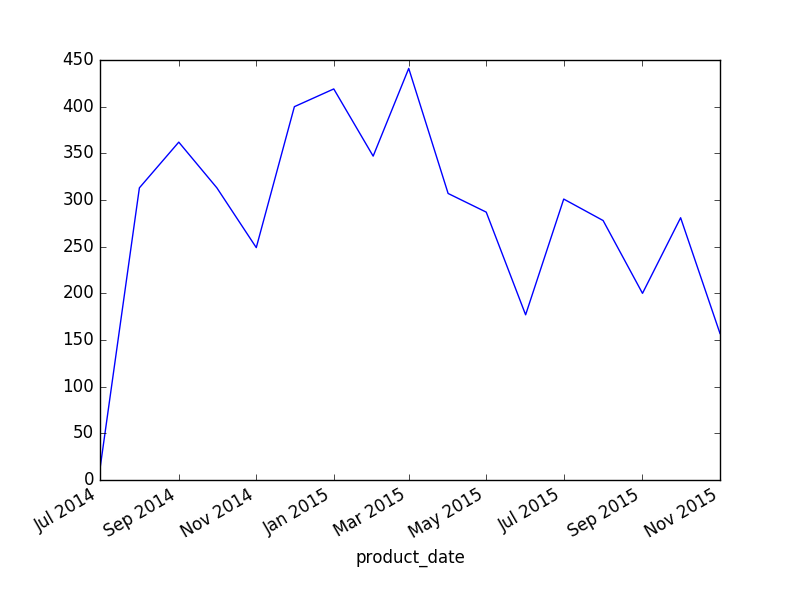 450
400
350
300
250
200
150
100
50
0
Jul 2014
Sep 2014
Nov 2014
Jan 2015
Mar 2015
May 2015
Jul 2015
Sep 2015
Nov 2015
product_date